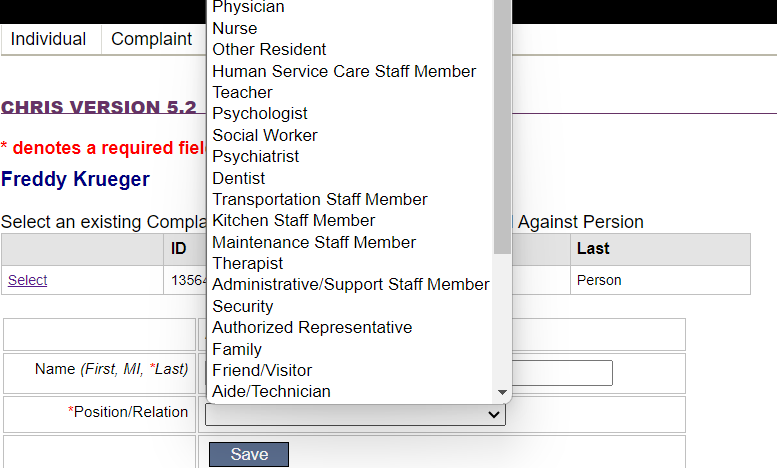 Individual
Complaint
CHRIS VERSION 5.2
* denotes a required fiel
Freddy Krueger
Select an existing Compla
l Against Persion
ID
Last
Select
13564
Person
Name (First, MI, *Last)
*Position/Relation
Physician
Nurse
Other Resident
Human Service Care Staff Member
Teacher
Psychologist
Social Worker
Psychiatrist
Dentist
Transportation Staff Member
Kitchen Staff Member
Maintenance Staff Member
Therapist
Administrative/Support Staff Member
Security
Authorized Representative
Family
Friend/Visitor
Aide/Technician
Save